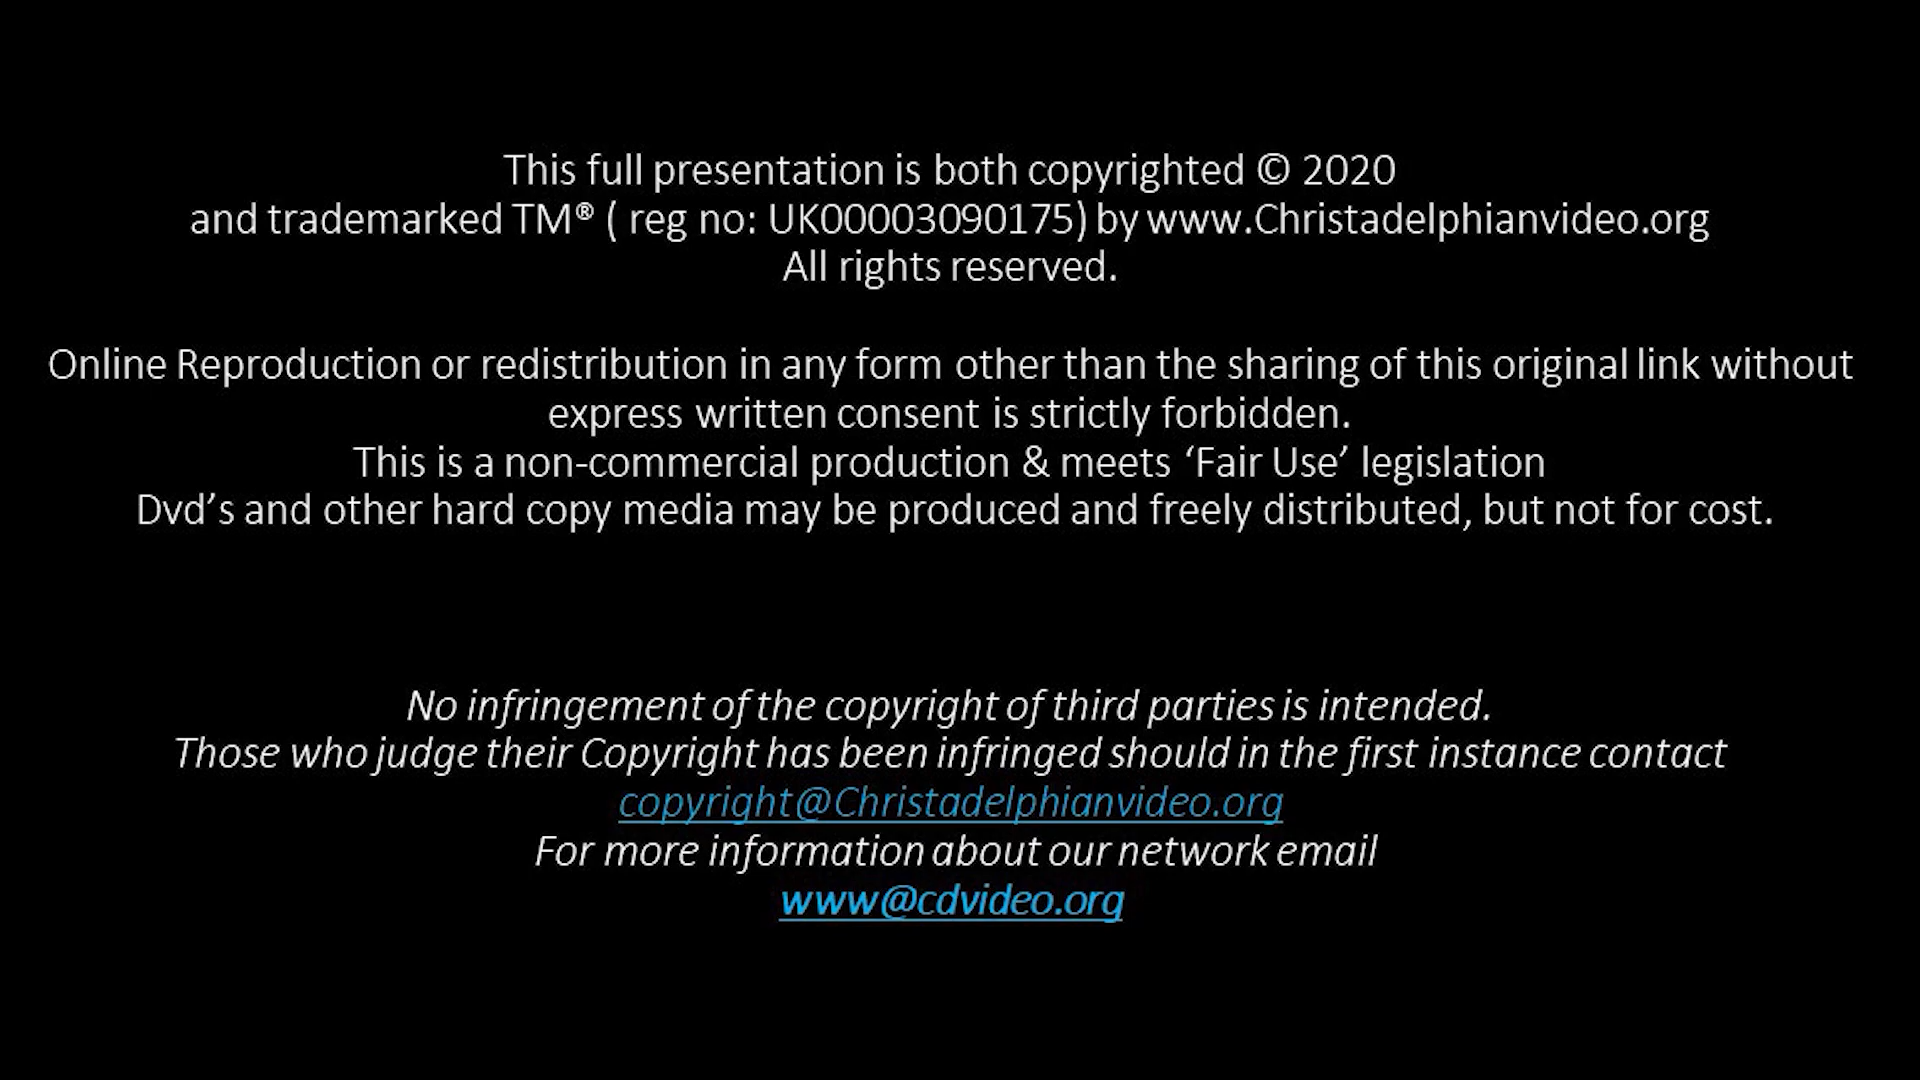 This full presentation is both copyrighted © 2020
and trademarked TM® ( reg no: UK00003090175) by www.Christadelphianvideo.org
All rights reserved.
Online Reproduction or redistribution in any form other than the sharing of this original link without
express written consent is strictly forbidden.
This is a non-commercial production & meets ‘Fair Use’ legislation
Dvd’s and other hard copy media may be produced and freely distributed, but not for cost.
No infringement of the copyright of third parties is intended.
Those who judge their Copyright has been infringed should in the first instance contact
copyright@Christadelphianvideo.org
For more information about our network email
www@cdvideo.org